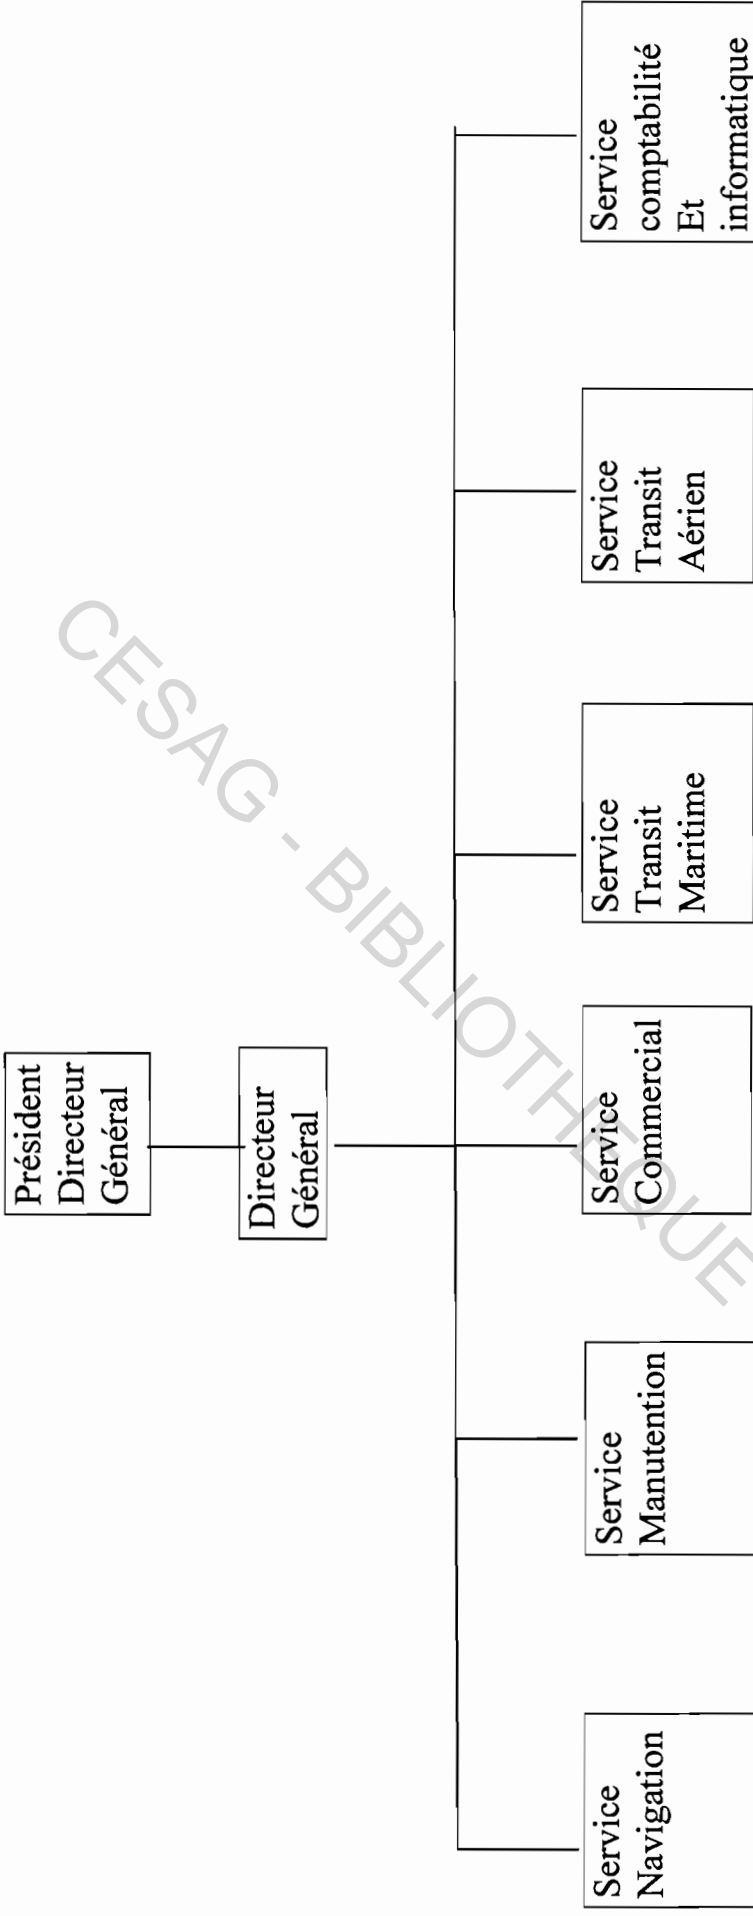 Président
Directeur
Général
Directeur
Général
Service
Navigation
Service
Manutention
Service
Commercial
Service
Transit
Maritime
Service
Transit
Aérien
Service
comptabilité
Et
informatique
CESAG - BIBLIOTHEQUE